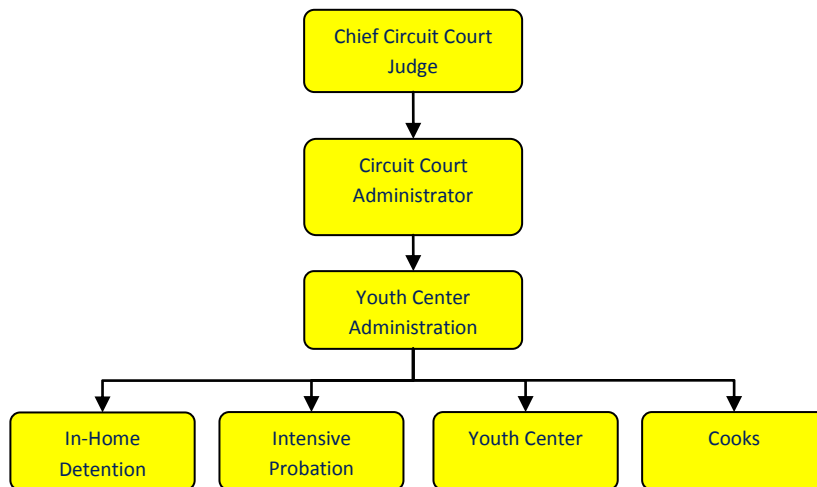 Chief Circuit Court
Judge
Circuit Court
Administrator
Youth Center
Administration
In-Home
Detention
Intensive
Probation
Youth Center
Cooks